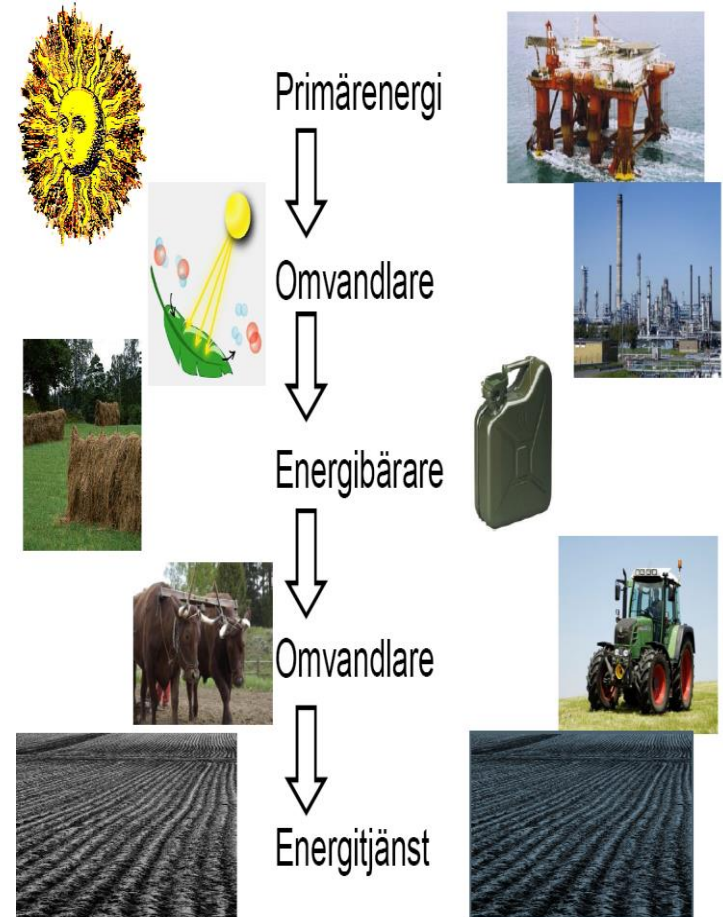 Primärenergi
Omvandlare
Energibärare
Omvandlare
Energitjänst